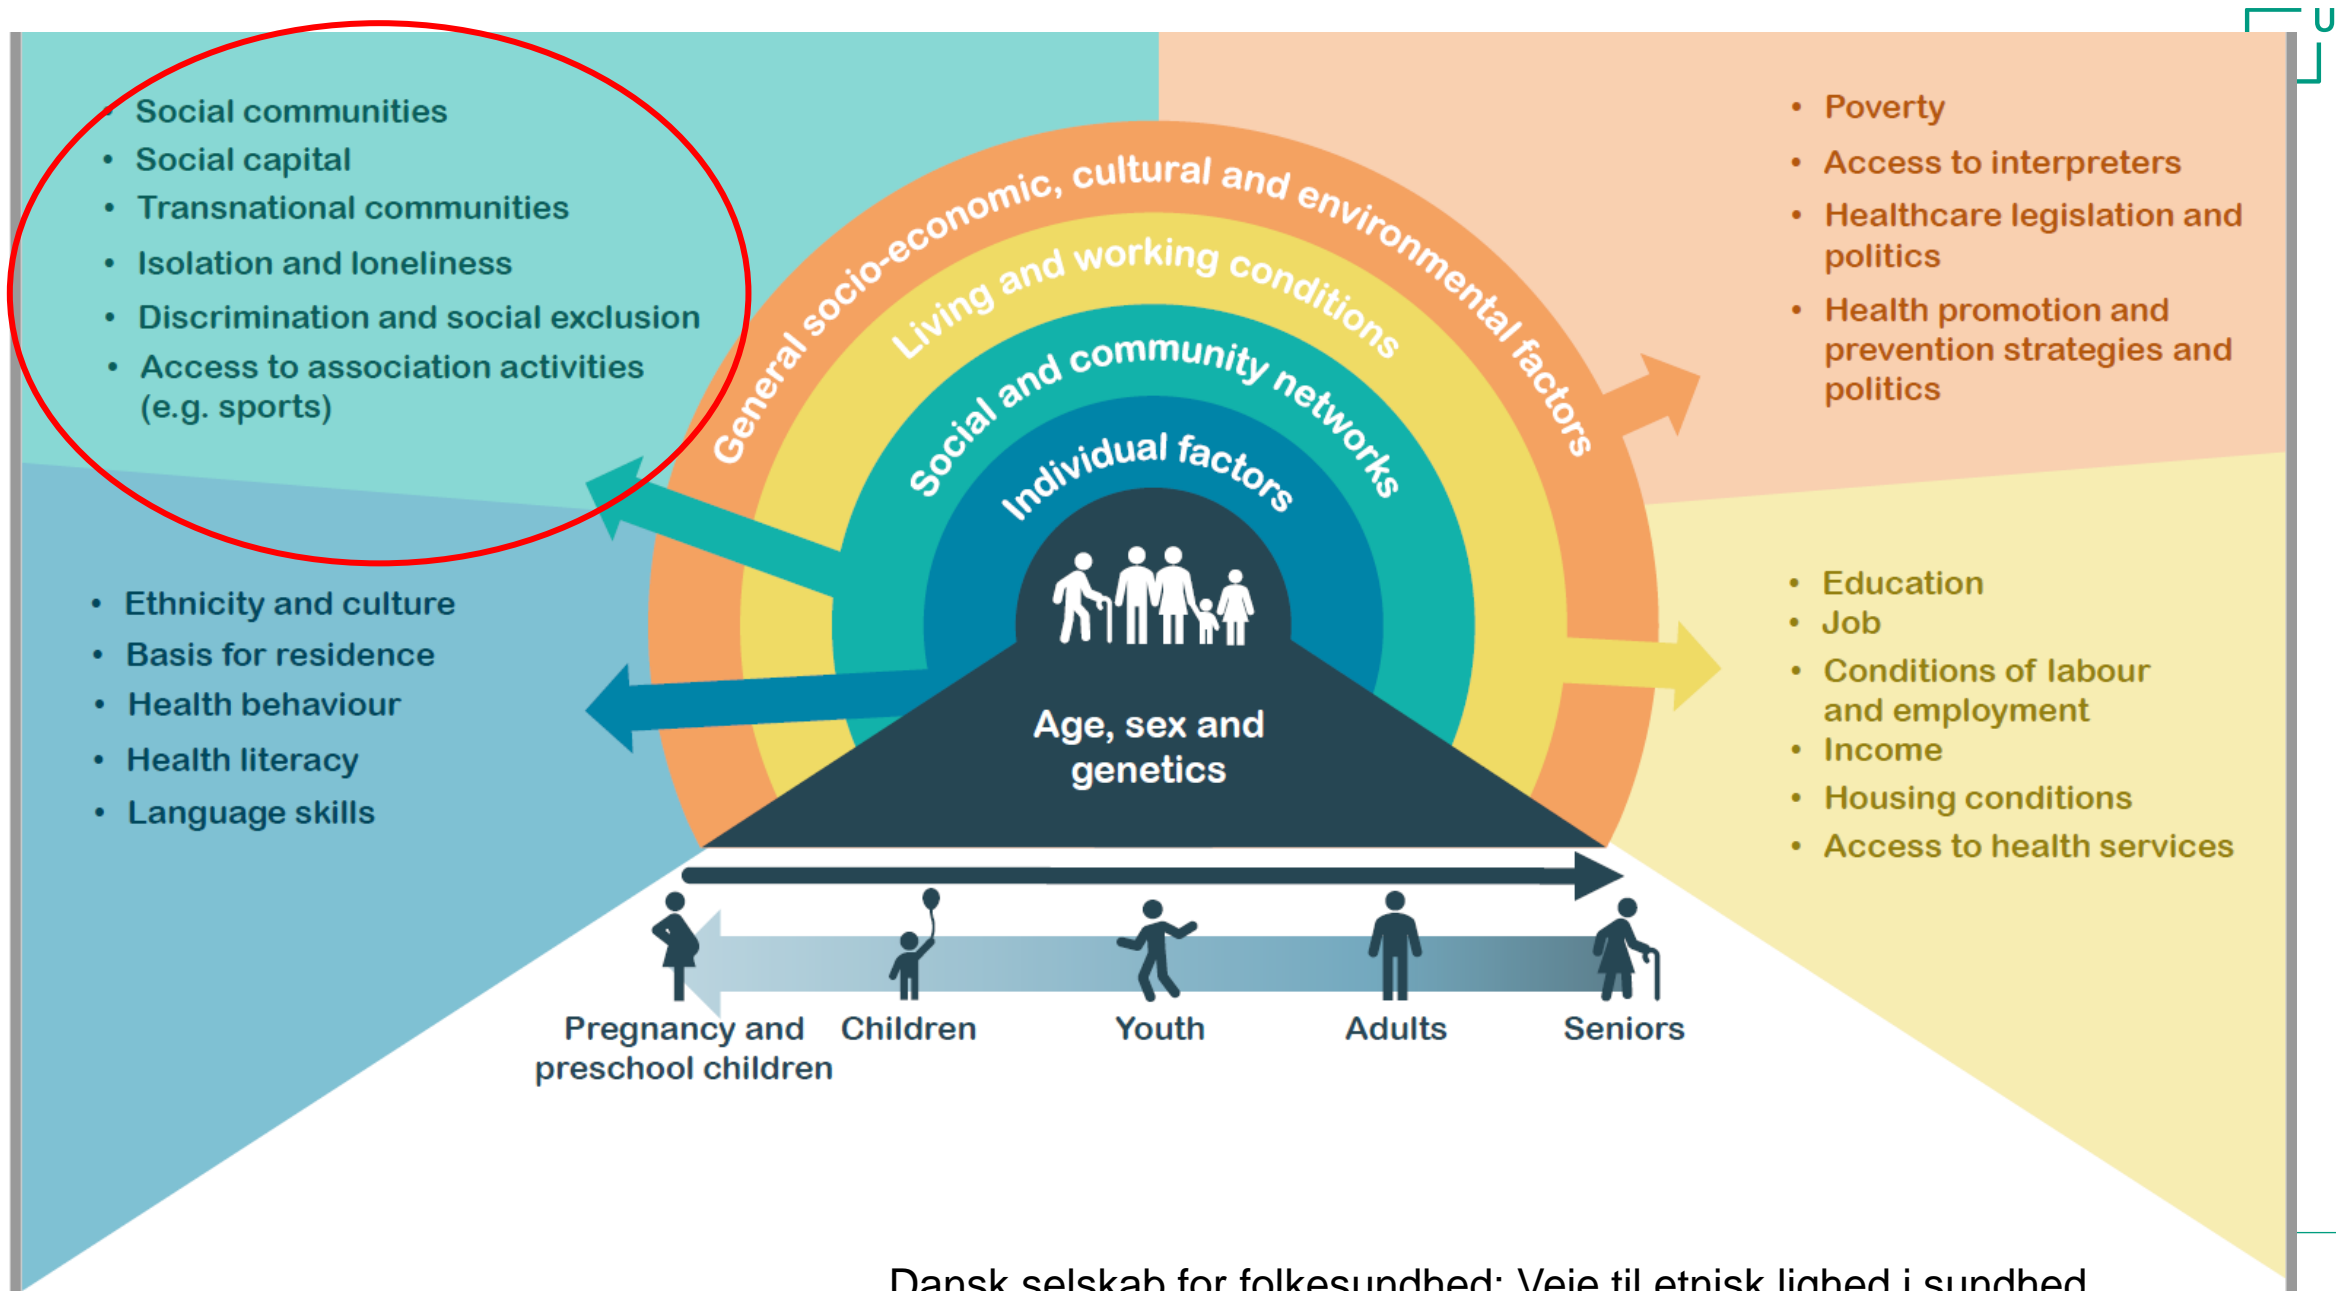 U
• Social communities
• Social capital
• Transnational communities
• Isolation and loneliness
• Discrimination and social exclusion
• Access to association activities
(e.g. sports)
• Ethnicity and culture
• Basis for residence
• Health behaviour
• Health literacy
• Language skills
General socio-economic, cultural and environmental factors
Living and working conditions
Social and community networks
Individual factors
Age, sex and
genetics
• Poverty
• Access to interpreters
• Healthcare legislation and
politics
• Health promotion and
prevention strategies and
politics
• Education
• Job
• Conditions of labour
and employment
• Income
• Housing conditions
• Access to health services
Pregnancy and
preschool children
Children
Youth
Adults
Seniors
Dansk selskab for folkesundhed: Veje til etnisk lighed i sundhed